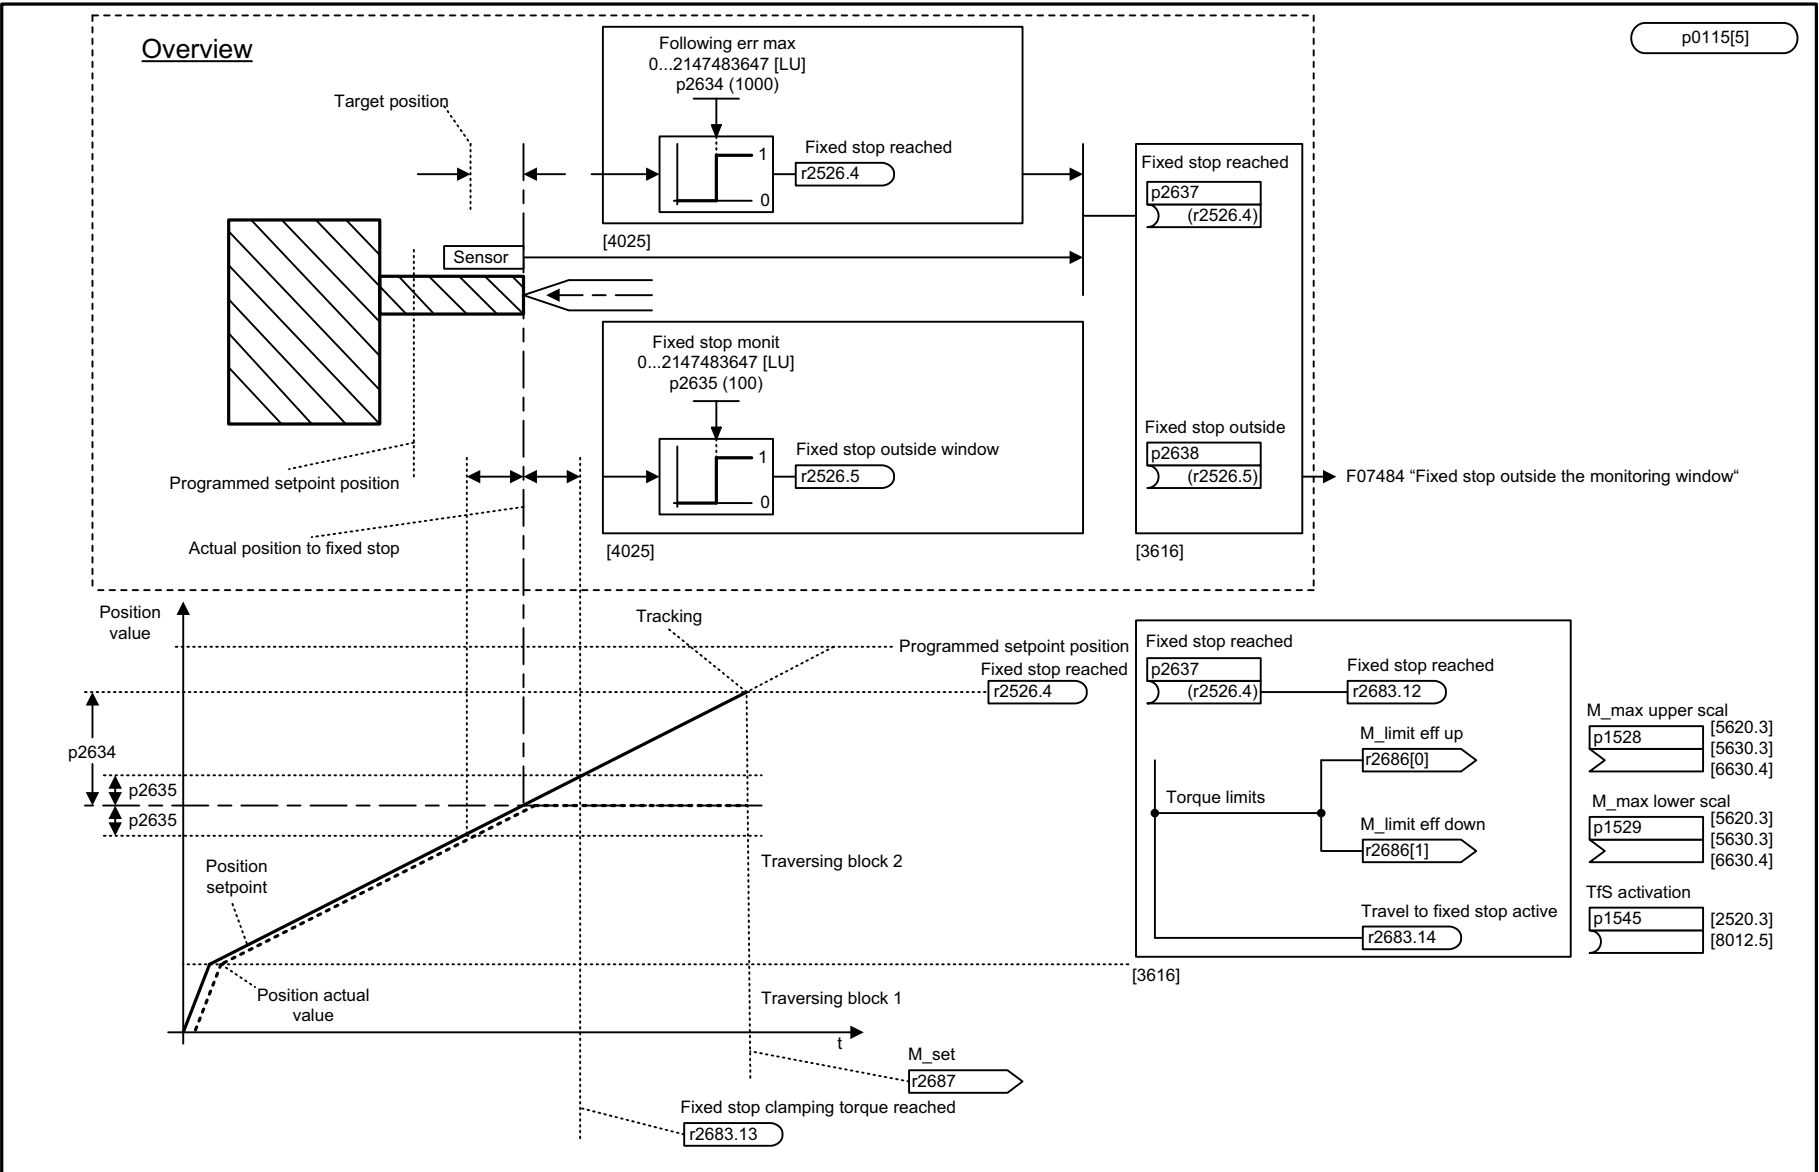 Overview
p0115[5]
Following err max
0...2147483647 [LU]
p2634 (1000)
Target position
1
0
Fixed stop reached
r2526.4
[4025]
Fixed stop reached
p2637
(r2526.4)
Sensor
Fixed stop monit
0...2147483647 [LU]
p2635 (100)
1
0
Fixed stop outside window
r2526.5
[4025]
Fixed stop outside
p2638
(r2526.5)
[3616]
F07484 “Fixed stop outside the monitoring window“
Programmed setpoint position
Actual position to fixed stop
Position
value
Tracking
Programmed setpoint position
Fixed stop reached
r2526.4
p2634
p2635
p2635
Position
setpoint
Position actual
value
Traversing block 2
Traversing block 1
t
M_set
r2687
Fixed stop clamping torque reached
r2683.13
Fixed stop reached
p2637
(r2526.4)
Fixed stop reached
r2683.12
M_limit eff up
r2686[0]
Torque limits
M_limit eff down
r2686[1]
Travel to fixed stop active
r2683.14
[3616]
M_max upper scal
p1528
[5620.3]
[5630.3]
[6630.4]
M_max lower scal
p1529
[5620.3]
[5630.3]
[6630.4]
TfS activation
p1545
[2520.3]
[8012.5]